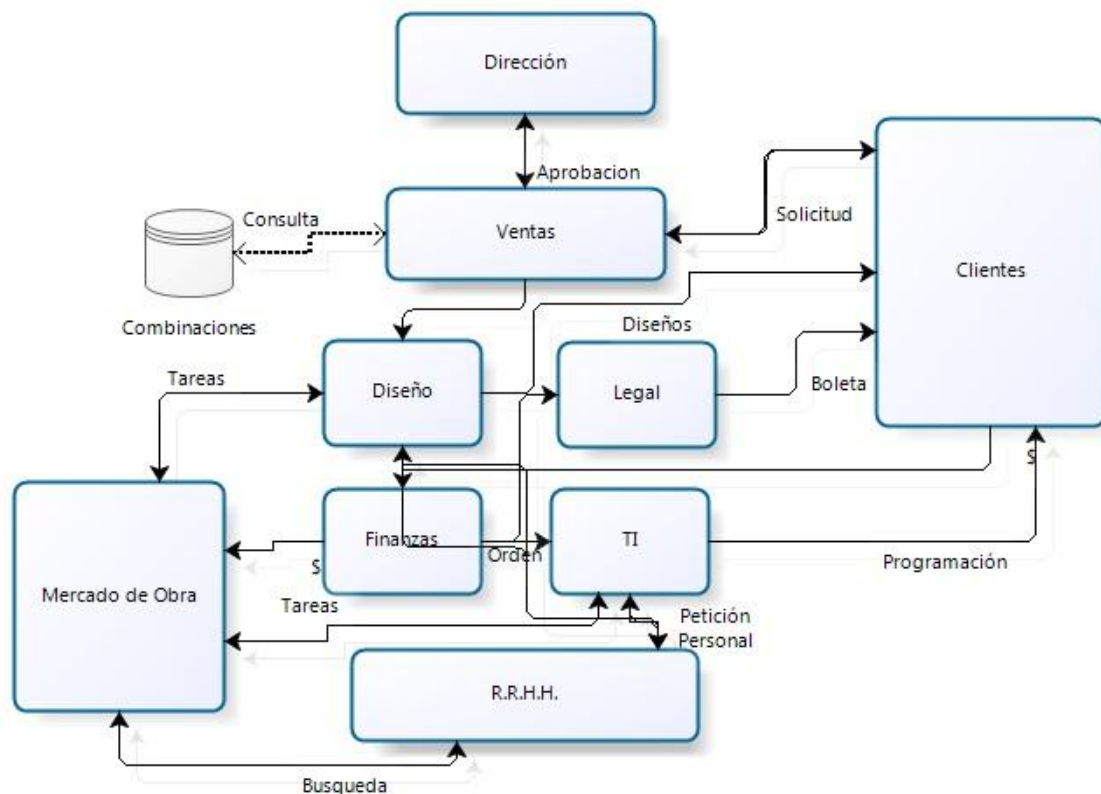 Dirección
Aprobacion
Consulta
Ventas
Solicitud
Clientes
Combinaciones
Diseños
Tareas
Diseño
Legal
Boleta
$
Finanzas
Orden
TI
Programación
S
Mercado de Obra
Tareas
Petición
Personal
R.R.H.H.
Busqueda